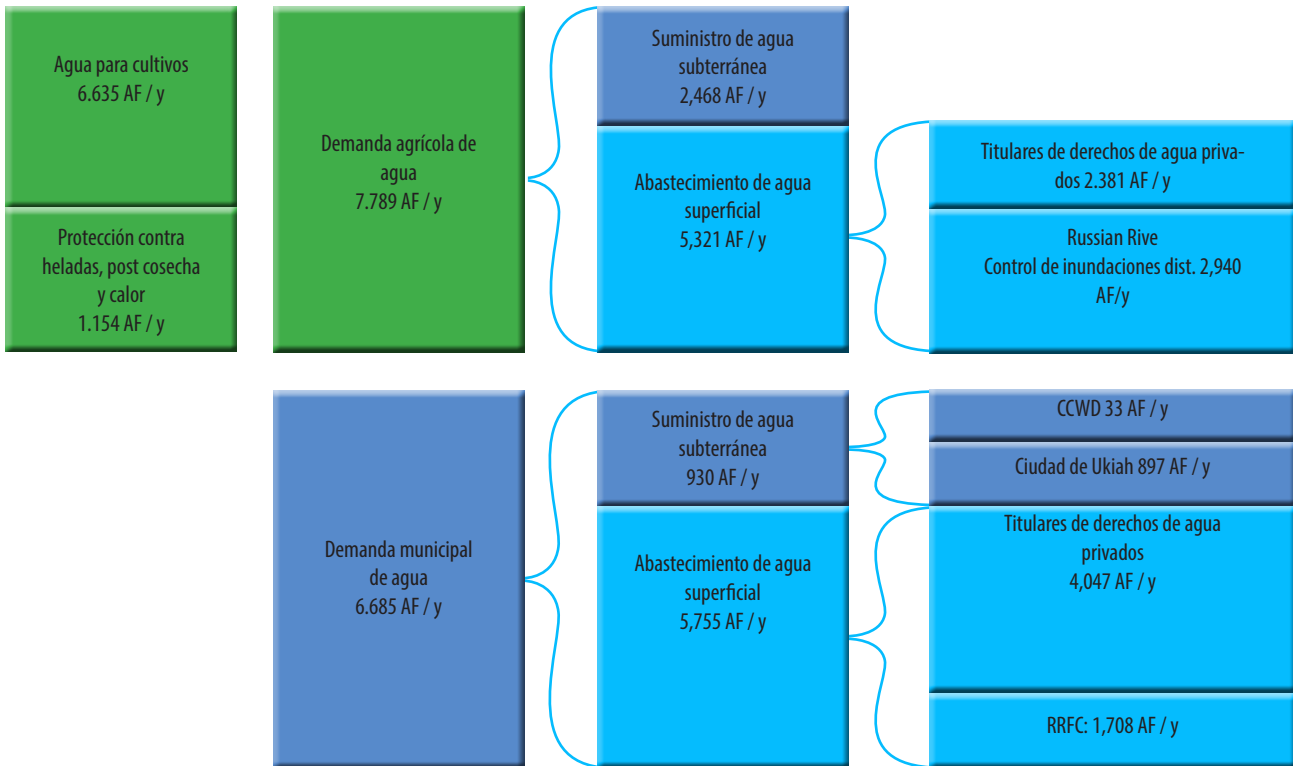 Agua para cultivos
6.635 AF / y
Protección contra
heladas, post cosecha
y calor
1.154 AF / y
Demanda agrícola de
agua
7.789 AF / y
Suministro de agua
subterránea
2,468 AF / y
Abastecimiento de agua
superficial
5,321 AF / y
Titulares de derechos de agua priva-
dos 2.381 AF / y
Russian Rive
Control de inundaciones dist. 2,940
AF/y
Demanda municipal
de agua
6.685 AF / y
Suministro de agua
subterránea
930 AF / y
Abastecimiento de agua
superficial
5,755 AF / y
CCWD 33 AF / y
Ciudad de Ukiah 897 AF / y
Titulares de derechos de agua
privados
4,047 AF / y
RRFC: 1,708 AF / y